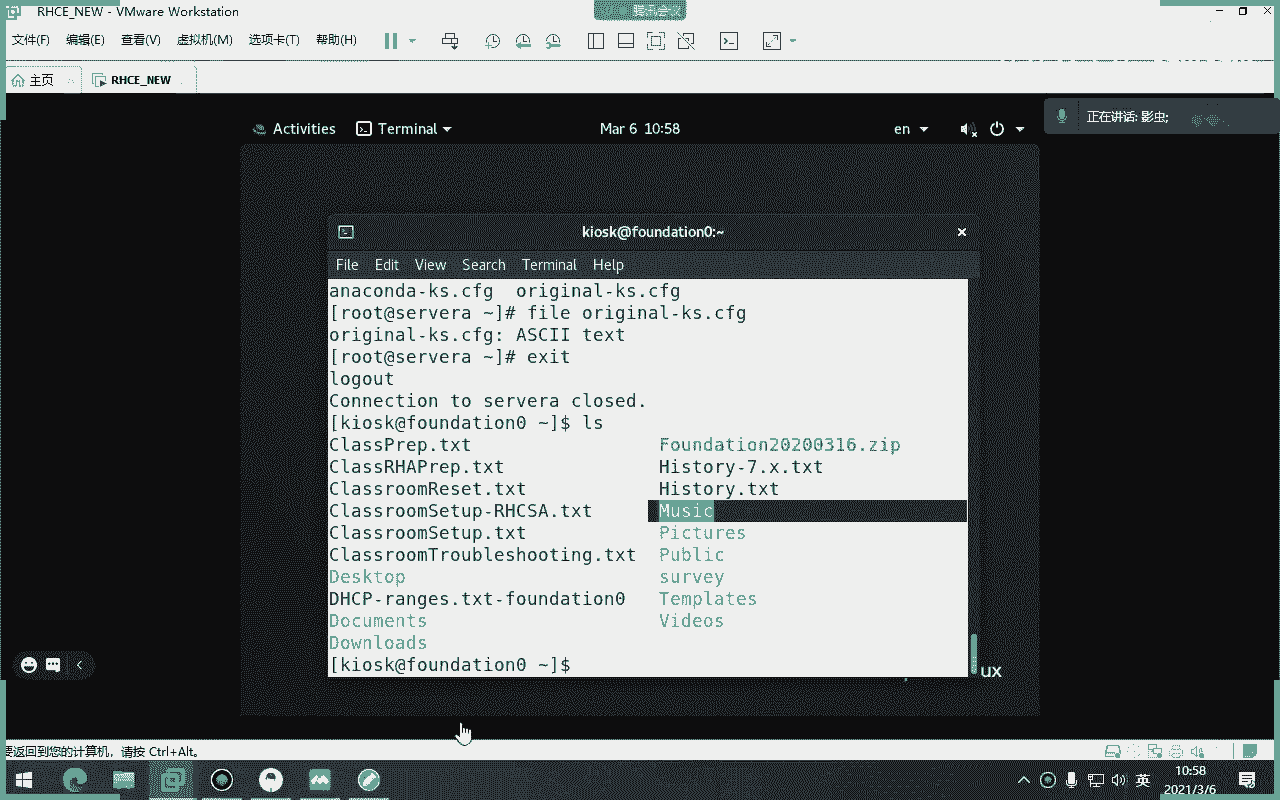 RHCE_NEW - VMware Workstation
腾讯会议
文件(F) 编辑(E) 查看(V) 虚拟机(M) 选项卡(T) 帮助(H)
主页 RHCE_NEW
正在讲话: 影虫;
Activities Terminal Mar 6 10:58 en
kiosk@foundation0:~
File Edit View Search Terminal Help
anaconda-ks.cfg original-ks.cfg
[root@servera ~]# file original-ks.cfg
original-ks.cfg: ASCII text
[root@servera ~]# exit
logout
Connection to servera closed.
[kiosk@foundation0 ~]$ ls
ClassPrep.txt Foundation20200316.zip
ClassRHAPrep.txt History-7.x.txt
ClassroomReset.txt History.txt
ClassroomSetup-RHCSA.txt Music
ClassroomSetup.txt Pictures
ClassroomTroubleshooting.txt Public
Desktop survey
DHCP-ranges.txt-foundation0 Templates
Documents Videos
Downloads
[kiosk@foundation0 ~]$
ux
要返回到您的计算机，请按 Ctrl+Alt。
英 10:58
2021/3/6